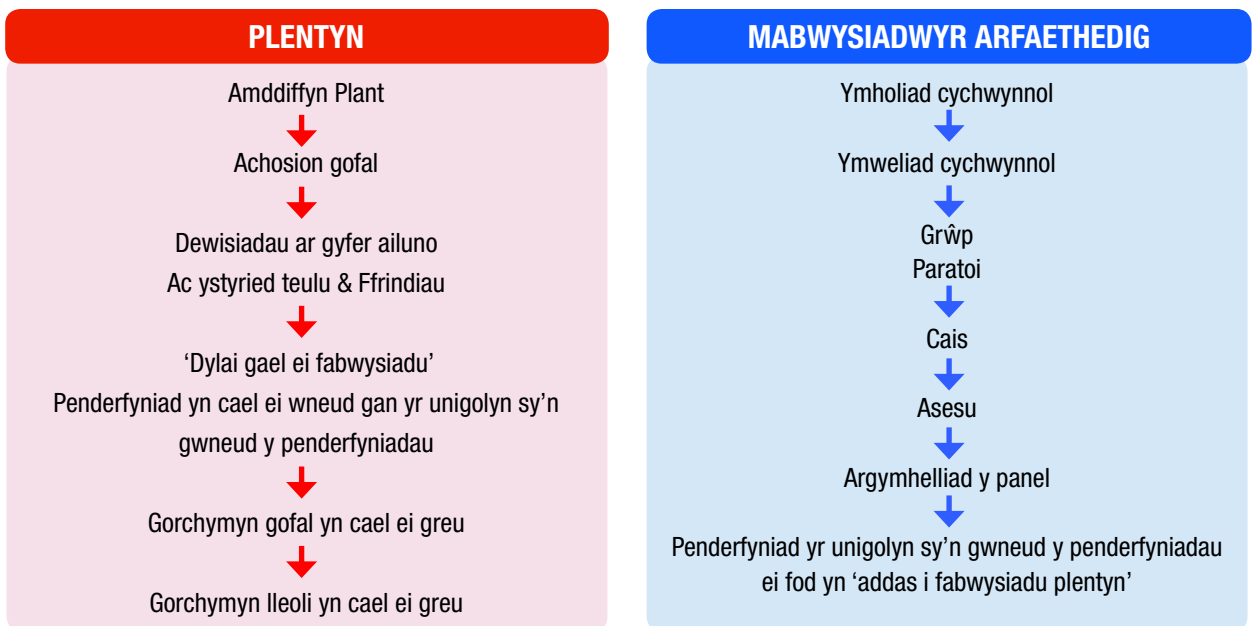 PLENTYN
Amddiffyn Plant
Achosion gofal
Dewisiadau ar gyfer ailuno
Ac ystyried teulu & Ffrindiau
‘Dylai gael ei fabwysiadu’
Penderfyniad yn cael ei wneud gan yr unigolyn sy’n
gwneud y penderfyniadau
Gorchymyn gofal yn cael ei greu
Gorchymyn lleoli yn cael ei greu
MABWYSIADWYR ARFAETHEDIG
Ymholiad cychwynnol
Ymweliad cychwynnol
Grŵp
Paratoi
Cais
Asesu
Argymhelliad y panel
Penderfyniad yr unigolyn sy’n gwneud y penderfyniadau
ei fod yn ‘addas i fabwysiadu plentyn’